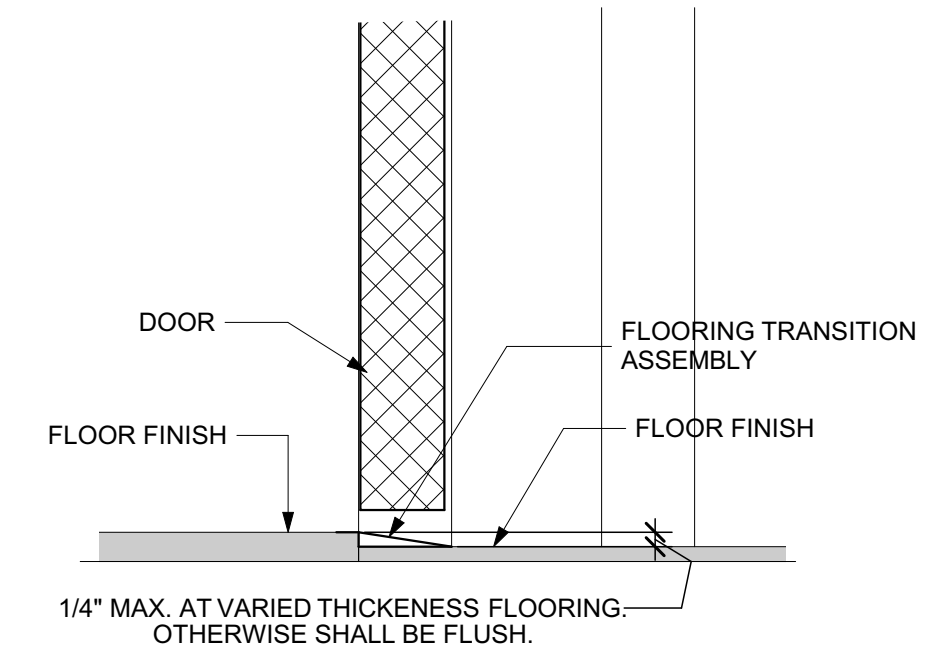 DOOR
FLOORING TRANSITION
ASSEMBLY
FLOOR FINISH
FLOOR FINISH
1/4" MAX. AT VARIED THICKENESS FLOORING.
OTHERWISE SHALL BE FLUSH.